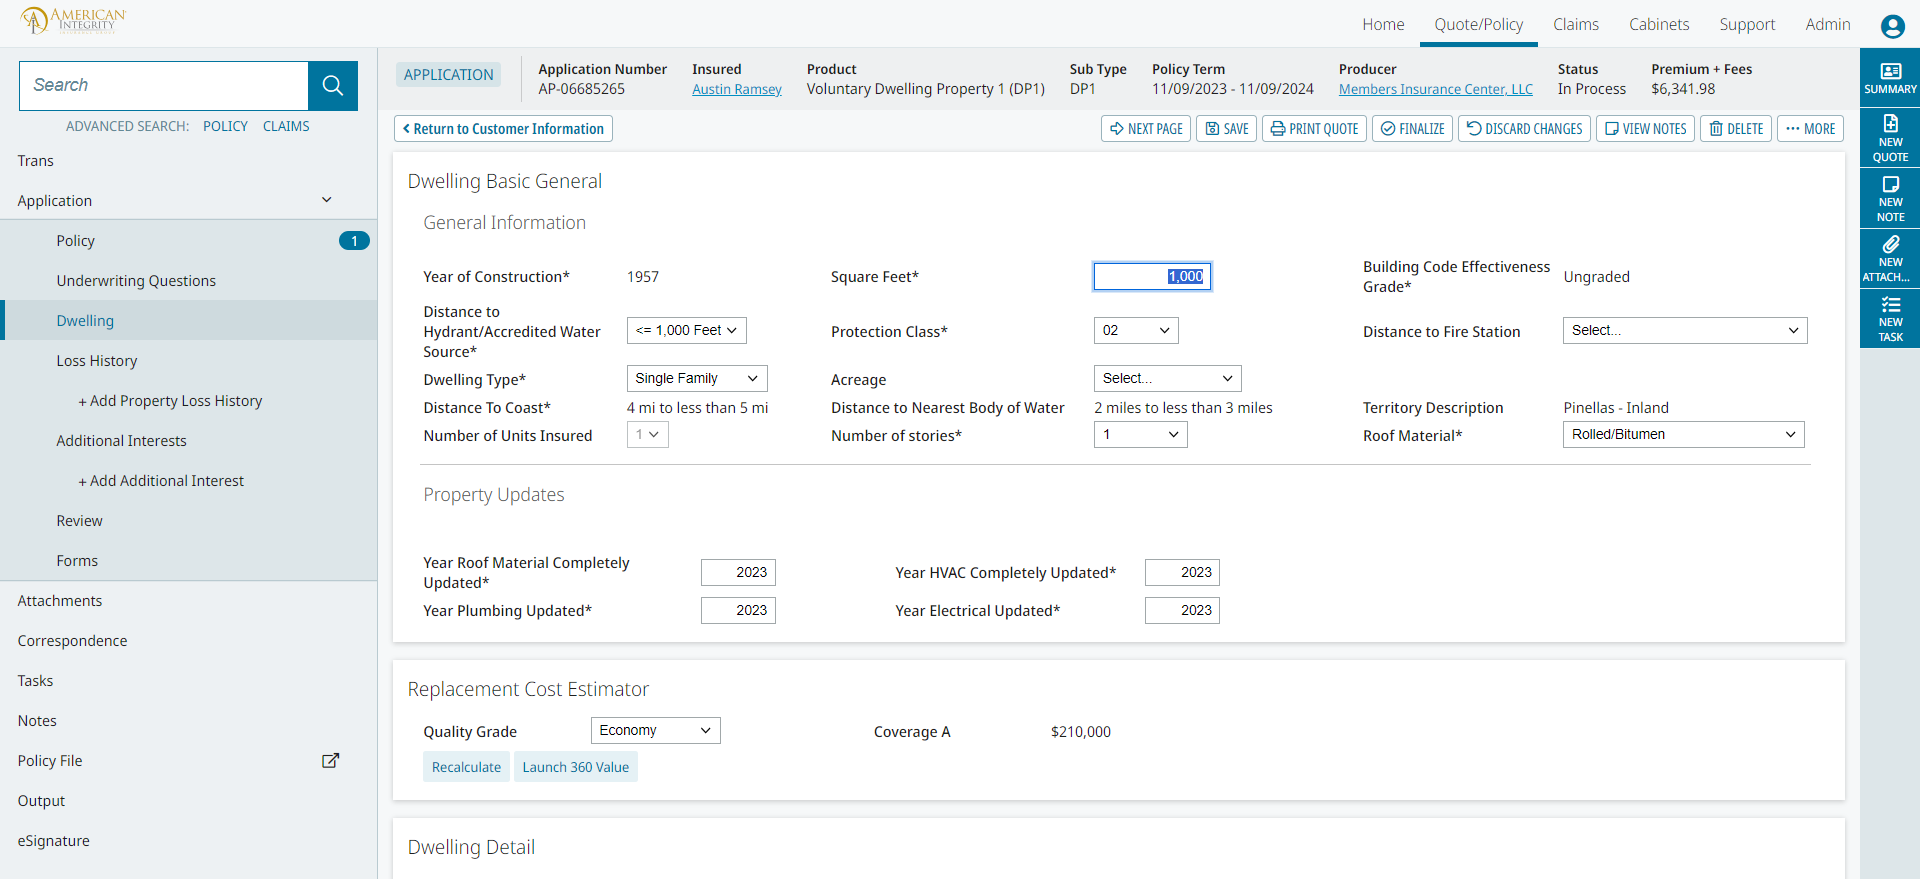 AMERICAN
INTEGRITY
INSURANCE GROUP
Home
Quote/Policy
Claims
Cabinets
Support
Admin
Search
ADVANCED SEARCH: POLICY CLAIMS
Trans
Application
Policy
1
Underwriting Questions
Dwelling
Loss History
+ Add Property Loss History
Additional Interests
+ Add Additional Interest
Review
Forms
Attachments
Correspondence
Tasks
Notes
Policy File
Output
eSignature
APPLICATION
Application Number
AP-06685265
Insured
Austin Ramsey
Product
Voluntary Dwelling Property 1 (DP1)
Sub Type
DP1
Policy Term
11/09/2023 - 11/09/2024
Producer
Members Insurance Center, LLC
Status
In Process
Premium + Fees
$6,341.98
Return to Customer Information
NEXT PAGE
SAVE
PRINT QUOTE
FINALIZE
DISCARD CHANGES
VIEW NOTES
DELETE
MORE
Dwelling Basic General
General Information
Year of Construction* 1957
Square Feet* 1,000
Building Code Effectiveness
Grade*
Ungraded
Distance to
Hydrant/Accredited Water
Source*
<= 1,000 Feet
Protection Class* 02
Distance to Fire Station Select...
Dwelling Type* Single Family
Acreage Select...
Distance To Coast* 4 mi to less than 5 mi
Distance to Nearest Body of Water 2 miles to less than 3 miles
Territory Description Pinellas - Inland
Number of Units Insured 1
Number of stories* 1
Roof Material* Rolled/Bitumen
Property Updates
Year Roof Material Completely
Updated*
2023
Year HVAC Completely Updated* 2023
Year Plumbing Updated* 2023
Year Electrical Updated* 2023
Replacement Cost Estimator
Quality Grade Economy
Coverage A $210,000
Recalculate
Launch 360 Value
Dwelling Detail
SUMMARY
NEW
QUOTE
NEW
NOTE
NEW
ATTACH...
NEW
TASK